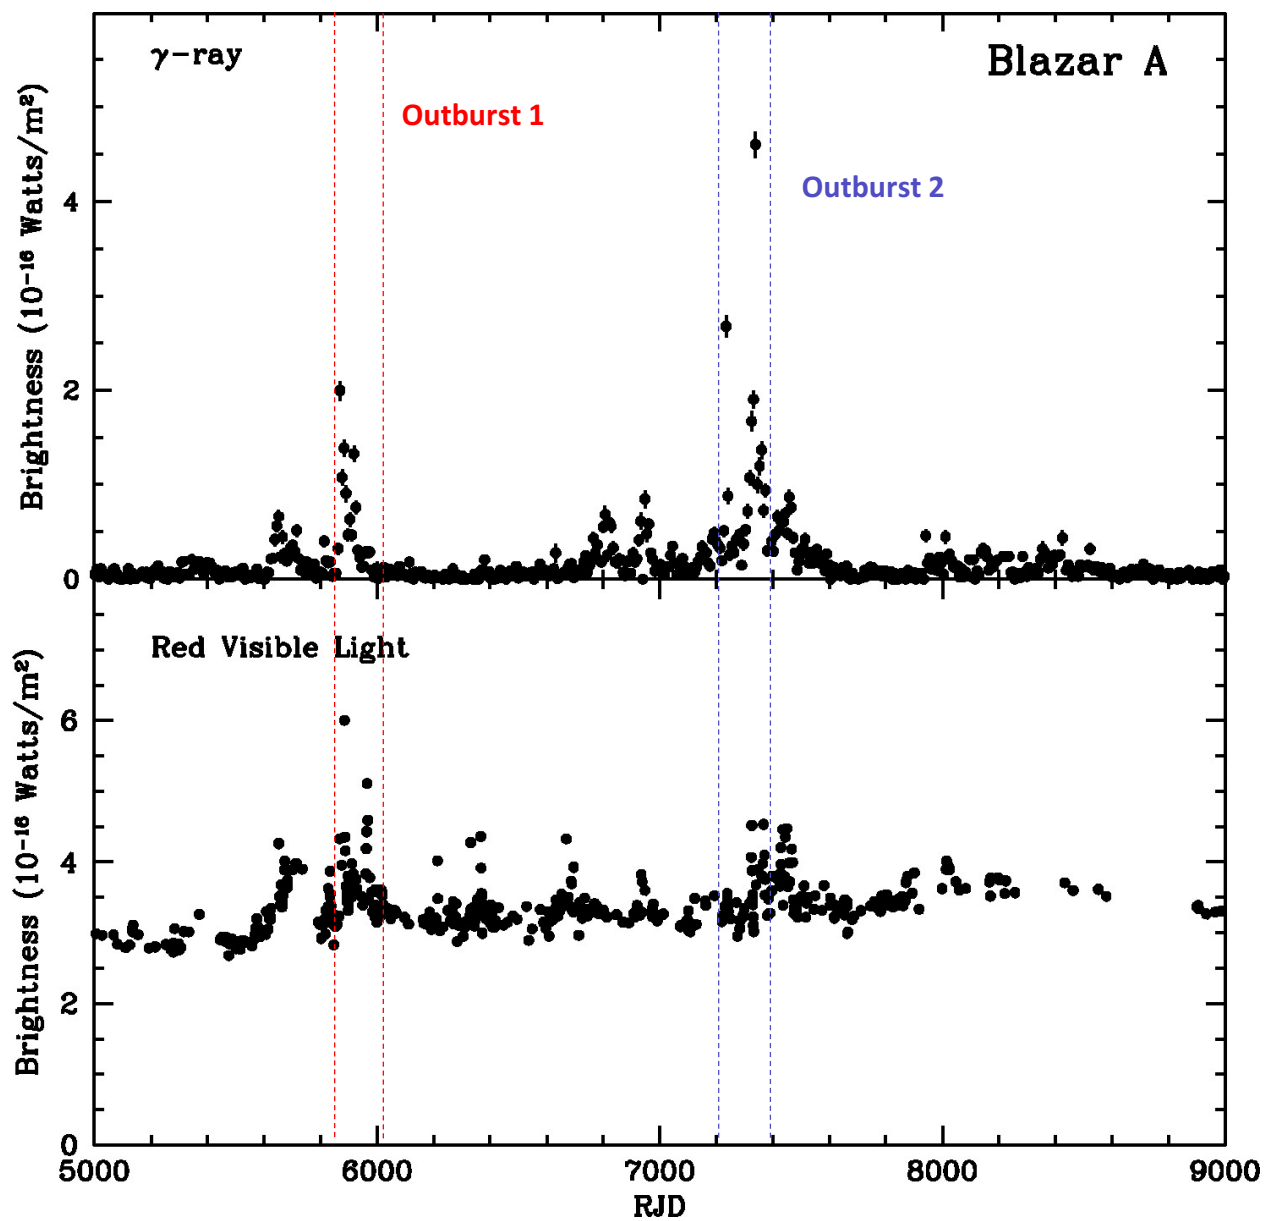 γ-ray
Blazar A
Outburst 1
Outburst 2
Brightness (10⁻¹⁶ Watts/m²)
4
2
0
Red Visible Light
Brightness (10⁻¹⁶ Watts/m²)
6
4
2
0
5000 6000 7000 8000 9000
RJD